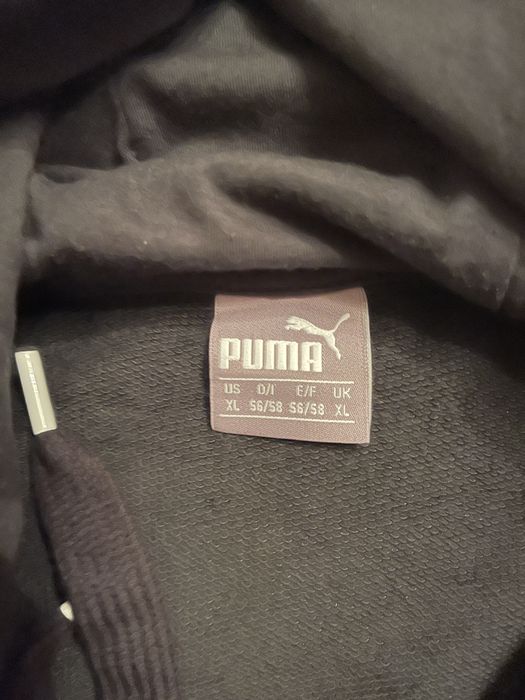 PUMA
US D/I E/F UK
XL 56/58 56/58 XL